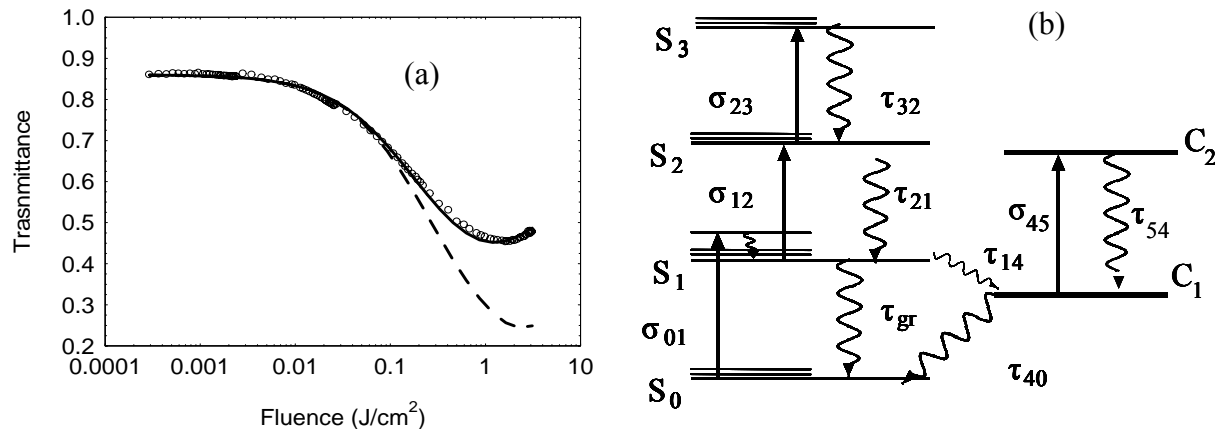 1.0
0.9
0.8
0.7
0.6
0.5
0.4
0.3
0.2
0.0001
0.001
0.01
0.1
1
10
Trasnmittance
Fluence (J/cm²)
(a)
(b)
S₃
σ₂₃
τ₃₂
S₂
C₂
σ₁₂
τ₂₁
σ₄₅
τ₅₄
S₁
τ₁₄
C₁
σ₀₁
τgr
S₀
τ₄₀